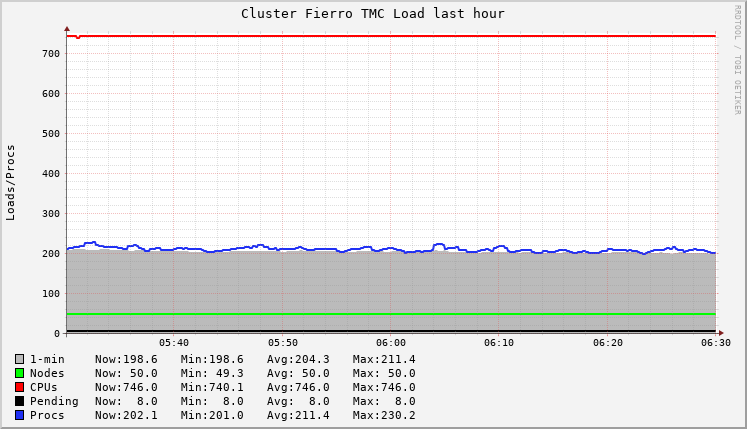 Cluster Fierro TMC Load last hour
RRDTOOL / TOBI OETIKER
Loads/Procs
700
600
500
400
300
200
100
0
05:40 05:50 06:00 06:10 06:20 06:30
1-min Now:198.6 Min:198.6 Avg:204.3 Max:211.4
Nodes Now: 50.0 Min: 49.3 Avg: 50.0 Max: 50.0
CPUs Now:746.0 Min:740.1 Avg:746.0 Max:746.0
Pending Now: 8.0 Min: 8.0 Avg: 8.0 Max: 8.0
Procs Now:202.1 Min:201.0 Avg:211.4 Max:230.2